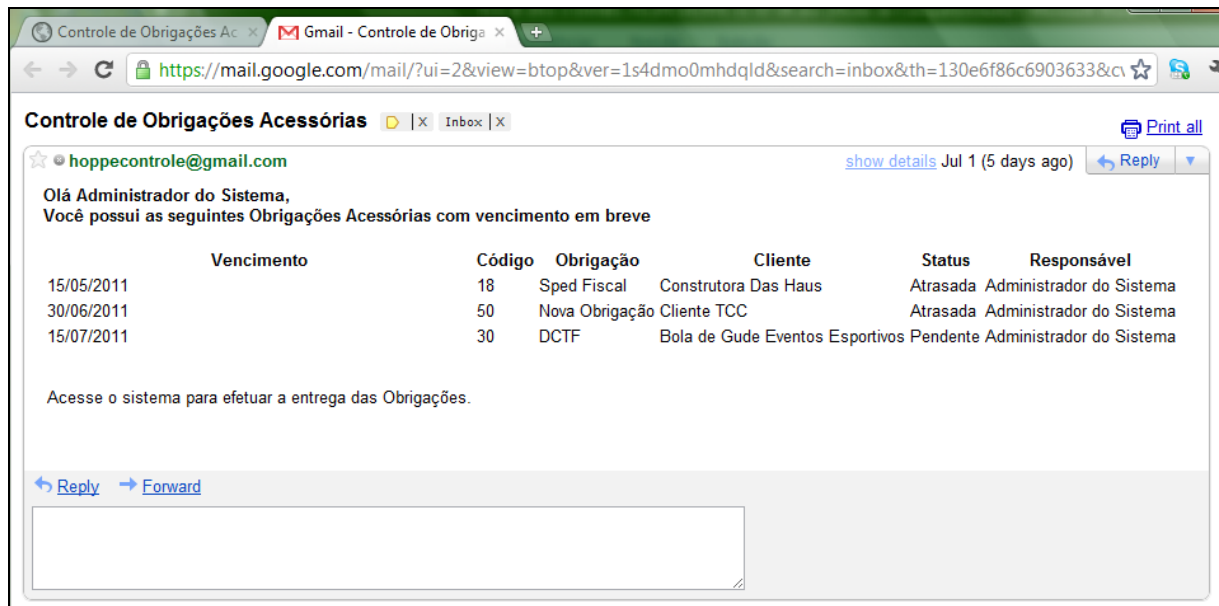 Controle de Obrigações Ac
Gmail - Controle de Obriga
https://mail.google.com/mail/?ui=2&view=btop&ver=1s4dmo0mhdqld&search=inbox&th=130e6f86c6903633&cv
Controle de Obrigações Acessórias | X Inbox | X
Print all
hoppecontrole@gmail.com show details Jul 1 (5 days ago) Reply
Olá Administrador do Sistema,
Você possui as seguintes Obrigações Acessórias com vencimento em breve
Vencimento Código Obrigação Cliente Status Responsável
15/05/2011 18 Sped Fiscal Construtora Das Haus Atrasada Administrador do Sistema
30/06/2011 50 Nova Obrigação Cliente TCC Atrasada Administrador do Sistema
15/07/2011 30 DCTF Bola de Gude Eventos Esportivos Pendente Administrador do Sistema
Acesse o sistema para efetuar a entrega das Obrigações.
Reply Forward